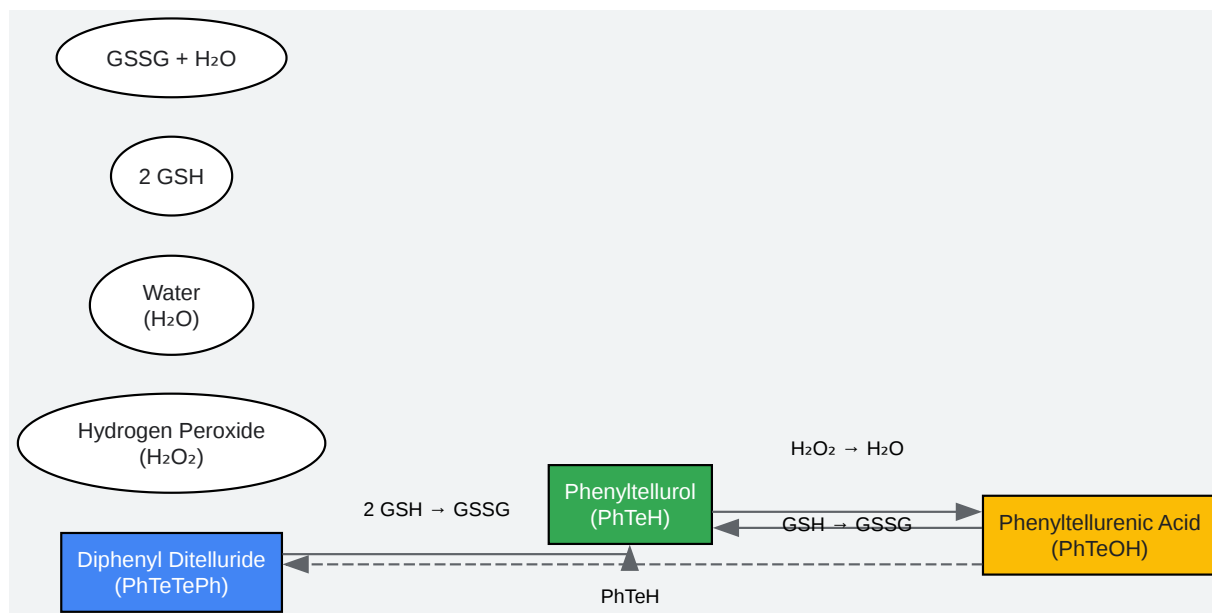 GSSG + H₂O
2 GSH
Water
(H₂O)
Hydrogen Peroxide
(H₂O₂)
H₂O₂ → H₂O
Phenyltellurol
(PhTeH)
2 GSH → GSSG
GSH → GSSG
Phenyltellurenic Acid
(PhTeOH)
Diphenyl Ditelluride
(PhTeTePh)
PhTeH